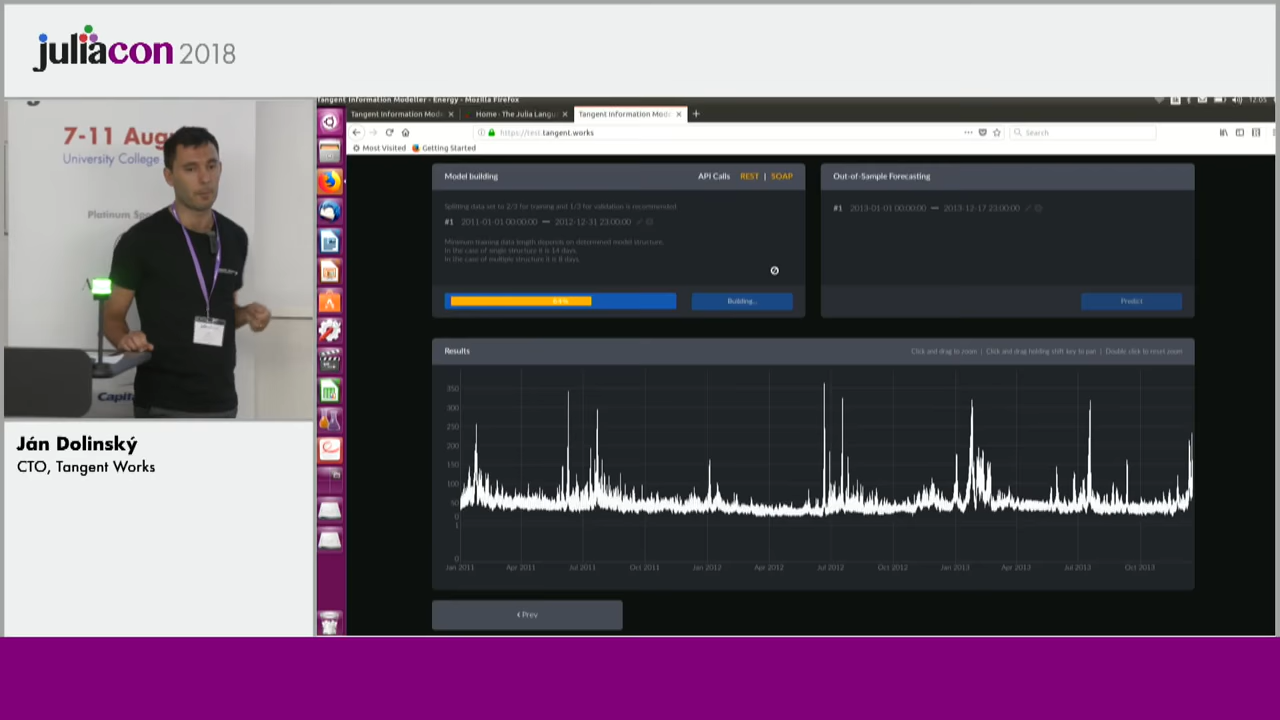 juliacon 2018
7-11 Aug
University College
Platinum Spo
Capit
Ján Dolinský
CTO, Tangent Works
Tangent Information Modeller - Energy - Mozilla Firefox
12:05
Tangent Information Mode
Home · The Julia Langu
Tangent Information Mode
https://test.tangent.works
Search
Most Visited
Getting Started
Model building
API Calls REST | SOAP
Splitting data set to 2/3 for training and 1/3 for validation is recommended.
#1 2011-01-01 00:00:00 — 2012-12-31 23:00:00
Minimum training data length depends on determined model structure.
In the case of single structure it is 14 days.
In the case of multiple structure it is 8 days.
Building...
Out-of-Sample Forecasting
#1 2013-01-01 00:00:00 — 2013-12-17 23:00:00
Predict
Results
Click and drag to zoom | Click and drag holding shift key to pan | Double click to reset zoom
350
300
250
200
150
100
50
0
1
0
Jan 2011 Apr 2011 Jul 2011 Oct 2011 Jan 2012 Apr 2012 Jul 2012 Oct 2012 Jan 2013 Apr 2013 Jul 2013 Oct 2013
Prev